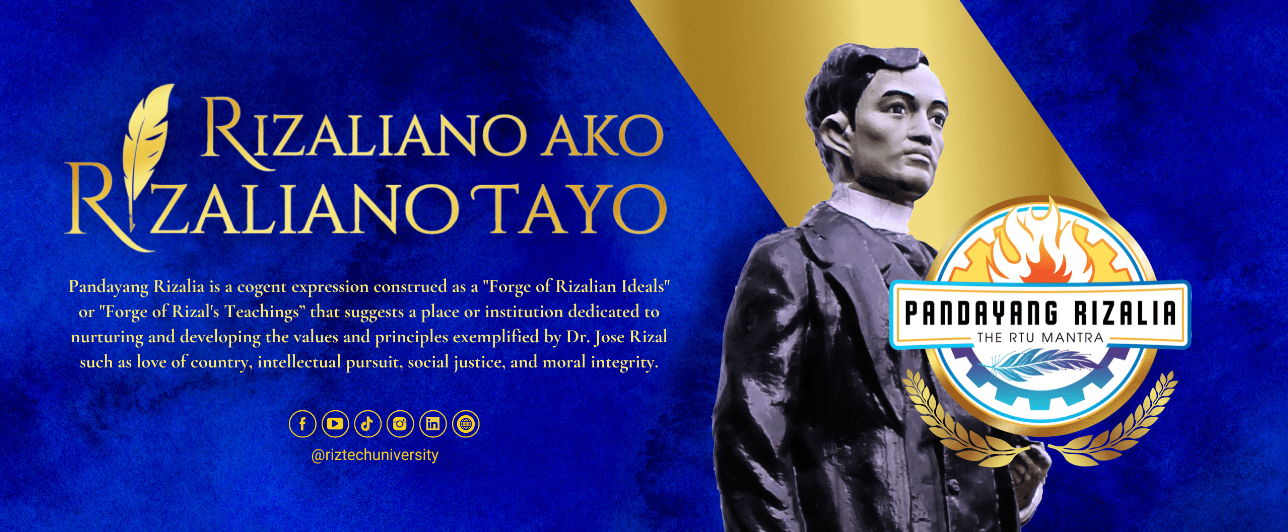 RIZALIANO AKO
RIZALIANO TAYO
Pandayang Rizalia is a cogent expression construed as a "Forge of Rizalian Ideals"
or "Forge of Rizal's Teachings” that suggests a place or institution dedicated to
nurturing and developing the values and principles exemplified by Dr. Jose Rizal
such as love of country, intellectual pursuit, social justice, and moral integrity.
@riztechuniversity
PANDAYANG RIZALIA
THE RTU MANTRA